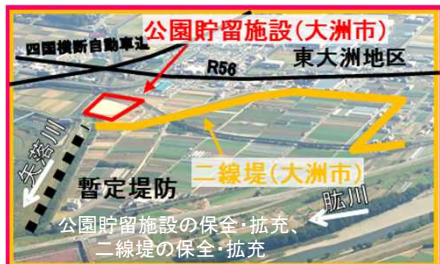 公園貯留施設(大洲市)
四国横断自動車道
R56
東大洲地区
二線堤(大洲市)
矢落川
暫定堤防
肱川
公園貯留施設の保全・拡充、
二線堤の保全・拡充